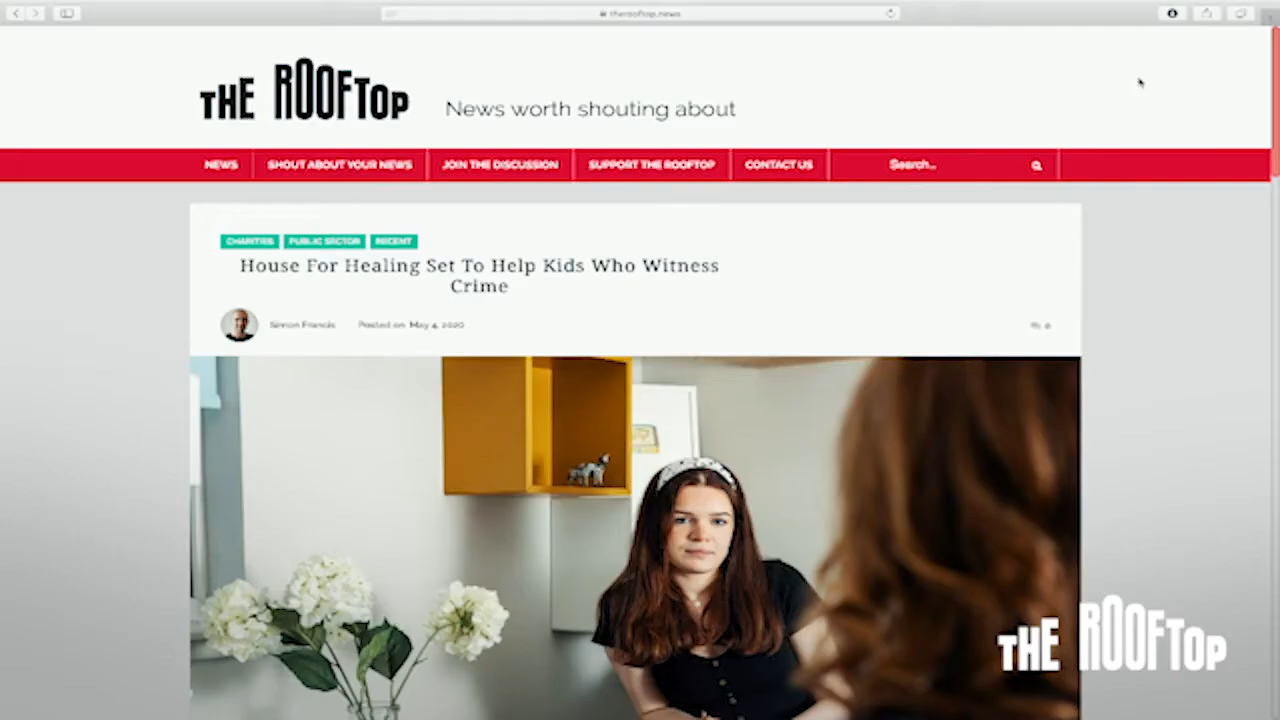 therooftop.news
THE ROOFTOP
News worth shouting about
NEWS
SHOUT ABOUT YOUR NEWS
JOIN THE DISCUSSION
SUPPORT THE ROOFTOP
CONTACT US
Search...
CHARITIES PUBLIC SECTOR RECENT
House For Healing Set To Help Kids Who Witness
Crime
Simon Francis Posted on May 4, 2020
0
THE ROOFTOP